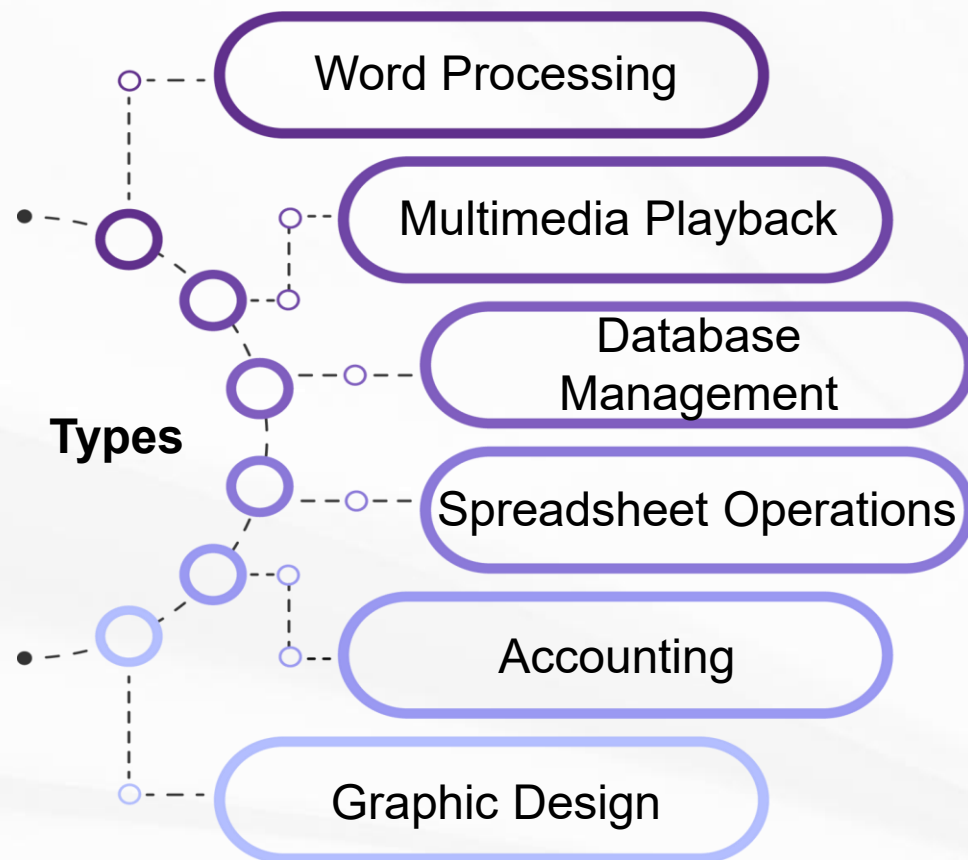 Word Processing
Multimedia Playback
Database
Management
Types
Spreadsheet Operations
Accounting
Graphic Design